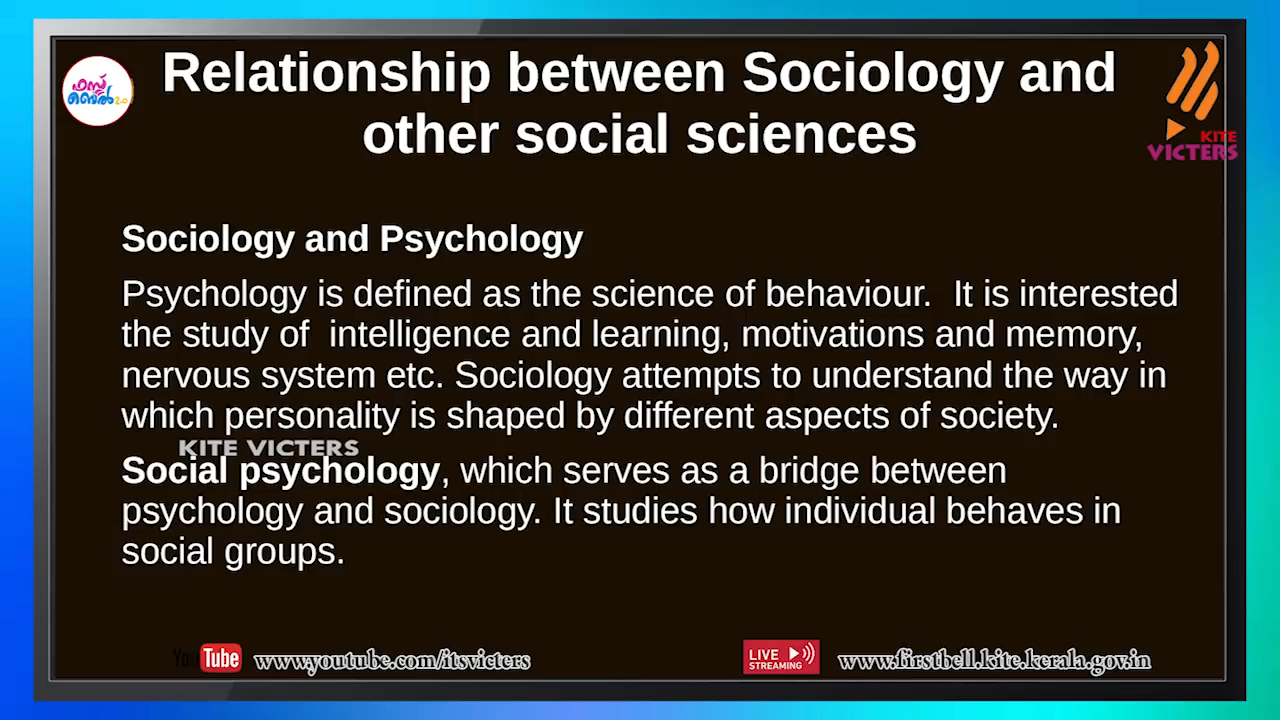 Relationship between Sociology and
other social sciences
ഫസ്റ്റ്
ബെൽ 2.0
KITE
VICTERS
Sociology and Psychology
Psychology is defined as the science of behaviour. It is interested
the study of intelligence and learning, motivations and memory,
nervous system etc. Sociology attempts to understand the way in
which personality is shaped by different aspects of society.
KITE VICTERS
Social psychology, which serves as a bridge between
psychology and sociology. It studies how individual behaves in
social groups.
YouTube www.youtube.com/itsvicters
LIVE
STREAMING
www.firstbell.kite.kerala.gov.in